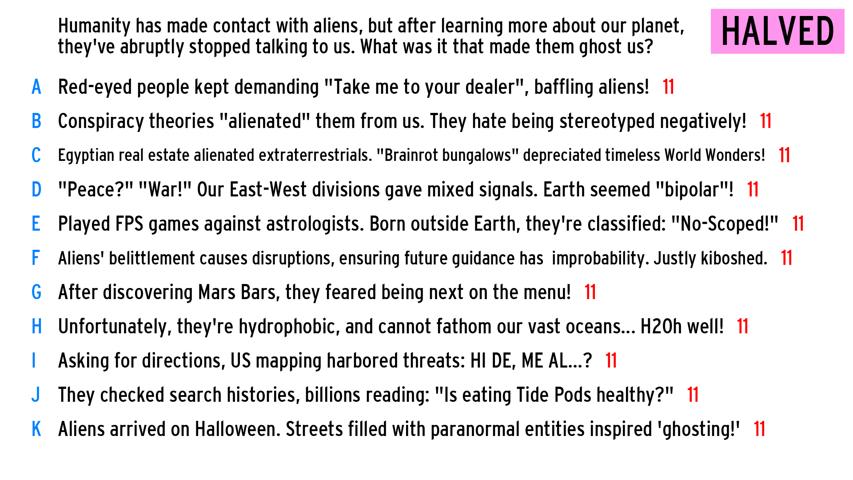 Humanity has made contact with aliens, but after learning more about our planet,
they've abruptly stopped talking to us. What was it that made them ghost us?
HALVED
A Red-eyed people kept demanding "Take me to your dealer", baffling aliens! 11
B Conspiracy theories "alienated" them from us. They hate being stereotyped negatively! 11
C Egyptian real estate alienated extraterrestrials. "Brainrot bungalows" depreciated timeless World Wonders! 11
D "Peace?" "War!" Our East-West divisions gave mixed signals. Earth seemed "bipolar"! 11
E Played FPS games against astrologists. Born outside Earth, they're classified: "No-Scoped!" 11
F Aliens' belittlement causes disruptions, ensuring future guidance has improbability. Justly kiboshed. 11
G After discovering Mars Bars, they feared being next on the menu! 11
H Unfortunately, they're hydrophobic, and cannot fathom our vast oceans... H2Oh well! 11
I Asking for directions, US mapping harbored threats: HI DE, ME AL...? 11
J They checked search histories, billions reading: "Is eating Tide Pods healthy?" 11
K Aliens arrived on Halloween. Streets filled with paranormal entities inspired 'ghosting!' 11